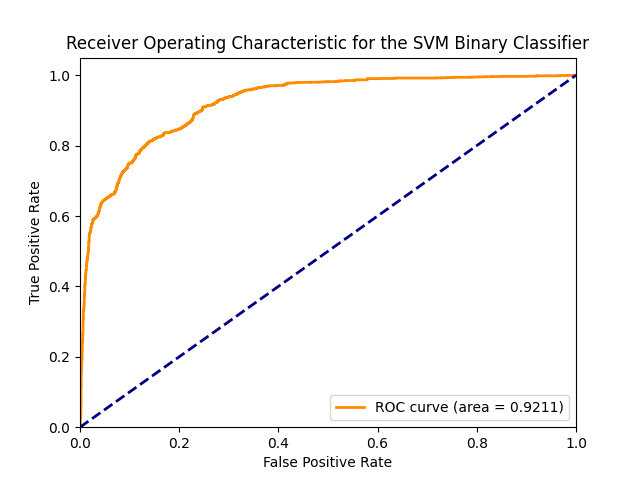 Receiver Operating Characteristic for the SVM Binary Classifier
1.0
0.8
0.6
0.4
0.2
0.0
True Positive Rate
ROC curve (area = 0.9211)
0.0 0.2 0.4 0.6 0.8 1.0
False Positive Rate